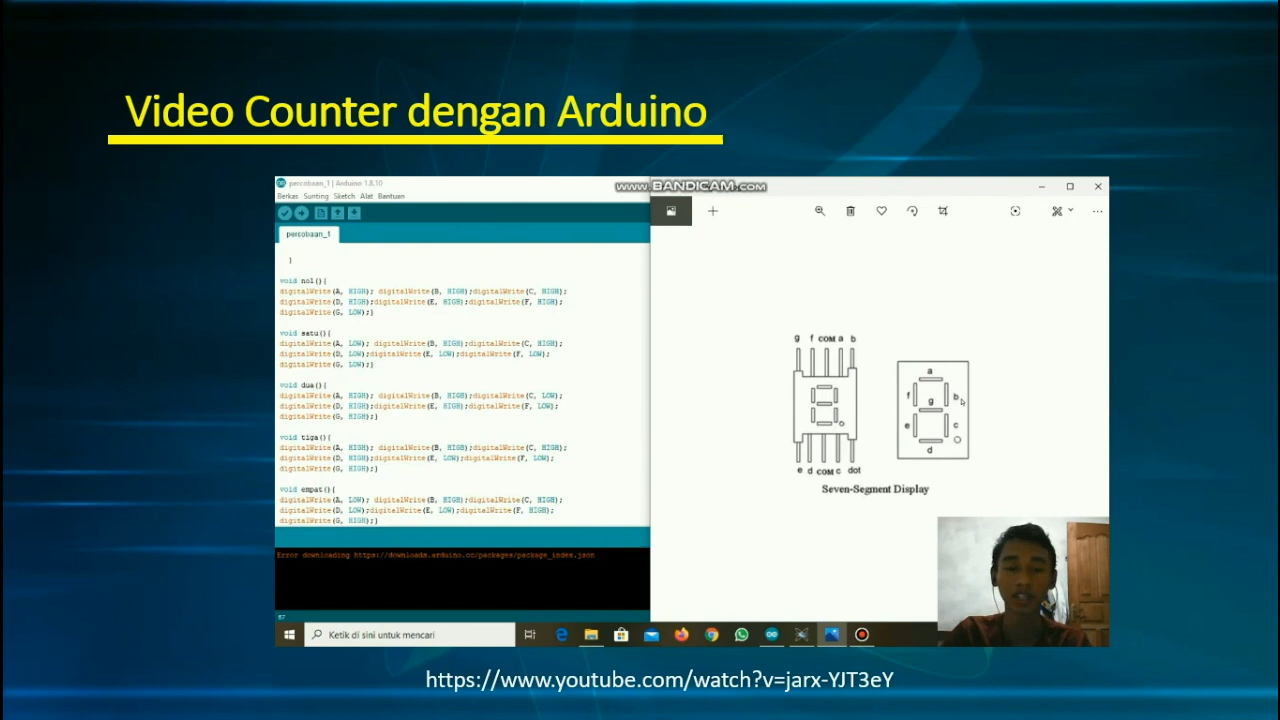 Video Counter dengan Arduino
percobaan_1 | Arduino 1.8.10
www.BANDICAM.com
Berkas Sunting Sketch Alat Bantuan
percobaan_1
}
void nol(){
digitalWrite(A, HIGH); digitalWrite(B, HIGH);digitalWrite(C, HIGH);
digitalWrite(D, HIGH);digitalWrite(E, HIGH);digitalWrite(F, HIGH);
digitalWrite(G, LOW);}
void satu(){
digitalWrite(A, LOW); digitalWrite(B, HIGH);digitalWrite(C, HIGH);
digitalWrite(D, LOW);digitalWrite(E, LOW);digitalWrite(F, LOW);
digitalWrite(G, LOW);}
void dua(){
digitalWrite(A, HIGH); digitalWrite(B, HIGH);digitalWrite(C, LOW);
digitalWrite(D, HIGH);digitalWrite(E, HIGH);digitalWrite(F, LOW);
digitalWrite(G, HIGH);}
void tiga(){
digitalWrite(A, HIGH); digitalWrite(B, HIGH);digitalWrite(C, HIGH);
digitalWrite(D, HIGH);digitalWrite(E, LOW);digitalWrite(F, LOW);
digitalWrite(G, HIGH);}
void empat(){
digitalWrite(A, LOW); digitalWrite(B, HIGH);digitalWrite(C, HIGH);
digitalWrite(D, LOW);digitalWrite(E, LOW);digitalWrite(F, HIGH);
digitalWrite(G, HIGH);}
Error downloading https://downloads.arduino.cc/packages/package_index.json
g f COM a b
e d COM c dot
a
f b
g
e c
d
Seven-Segment Display
Ketik di sini untuk mencari
https://www.youtube.com/watch?v=jarx-YJT3eY